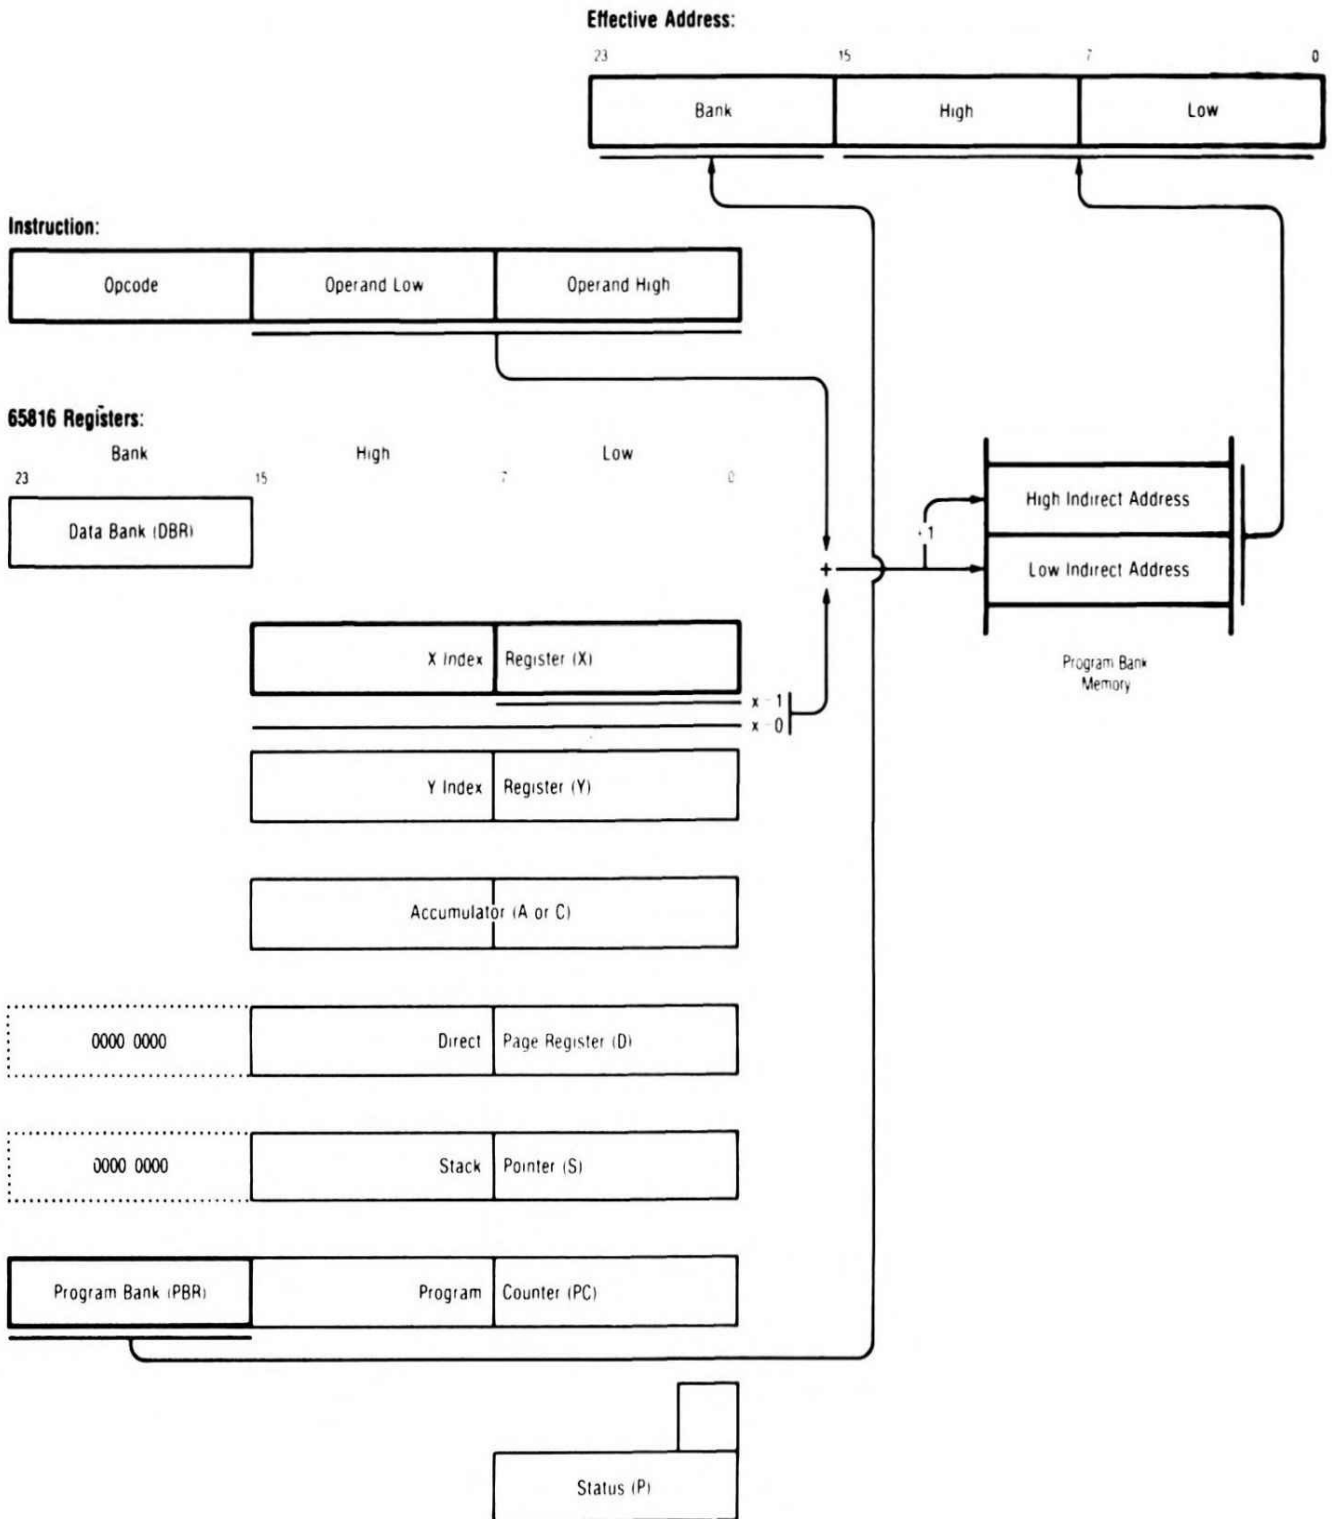 Effective Address:
23 15 7 0
Bank High Low
Instruction:
Opcode Operand Low Operand High
65816 Registers:
Bank High Low
23 15 7 0
Data Bank (DBR)
High Indirect Address
1
Low Indirect Address
+
Program Bank
Memory
X Index Register (X)
x 1
x 0
Y Index Register (Y)
Accumulator (A or C)
0000 0000 Direct Page Register (D)
0000 0000 Stack Pointer (S)
Program Bank (PBR) Program Counter (PC)
Status (P)